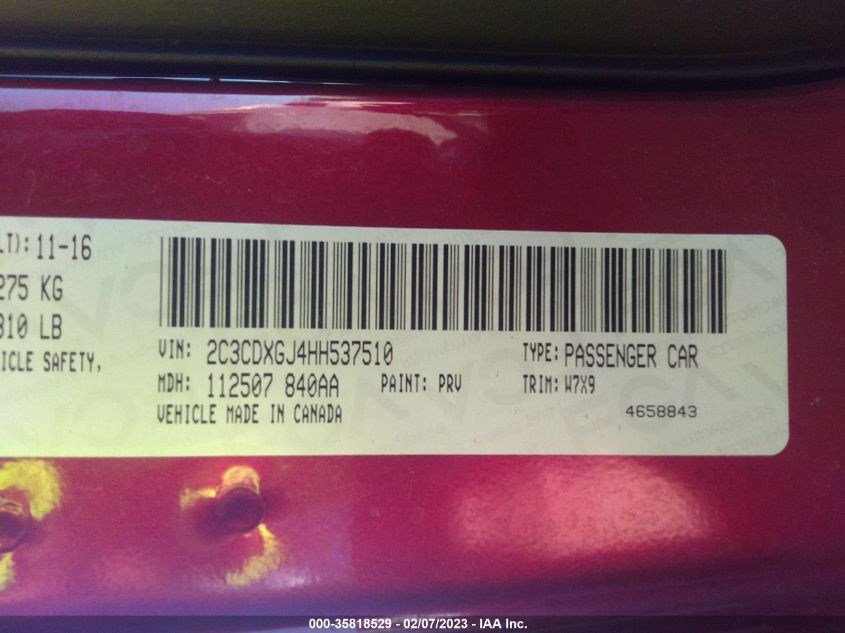 LT): 11-16
275 KG
310 LB
ICLE SAFETY,
VIN: 2C3CDXGJ4HH537510
TYPE: PASSENGER CAR
MDH: 112507 840AA
PAINT: PRV
TRIM: W7X9
VEHICLE MADE IN CANADA
4658843
000-35818529 - 02/07/2023 - IAA Inc.